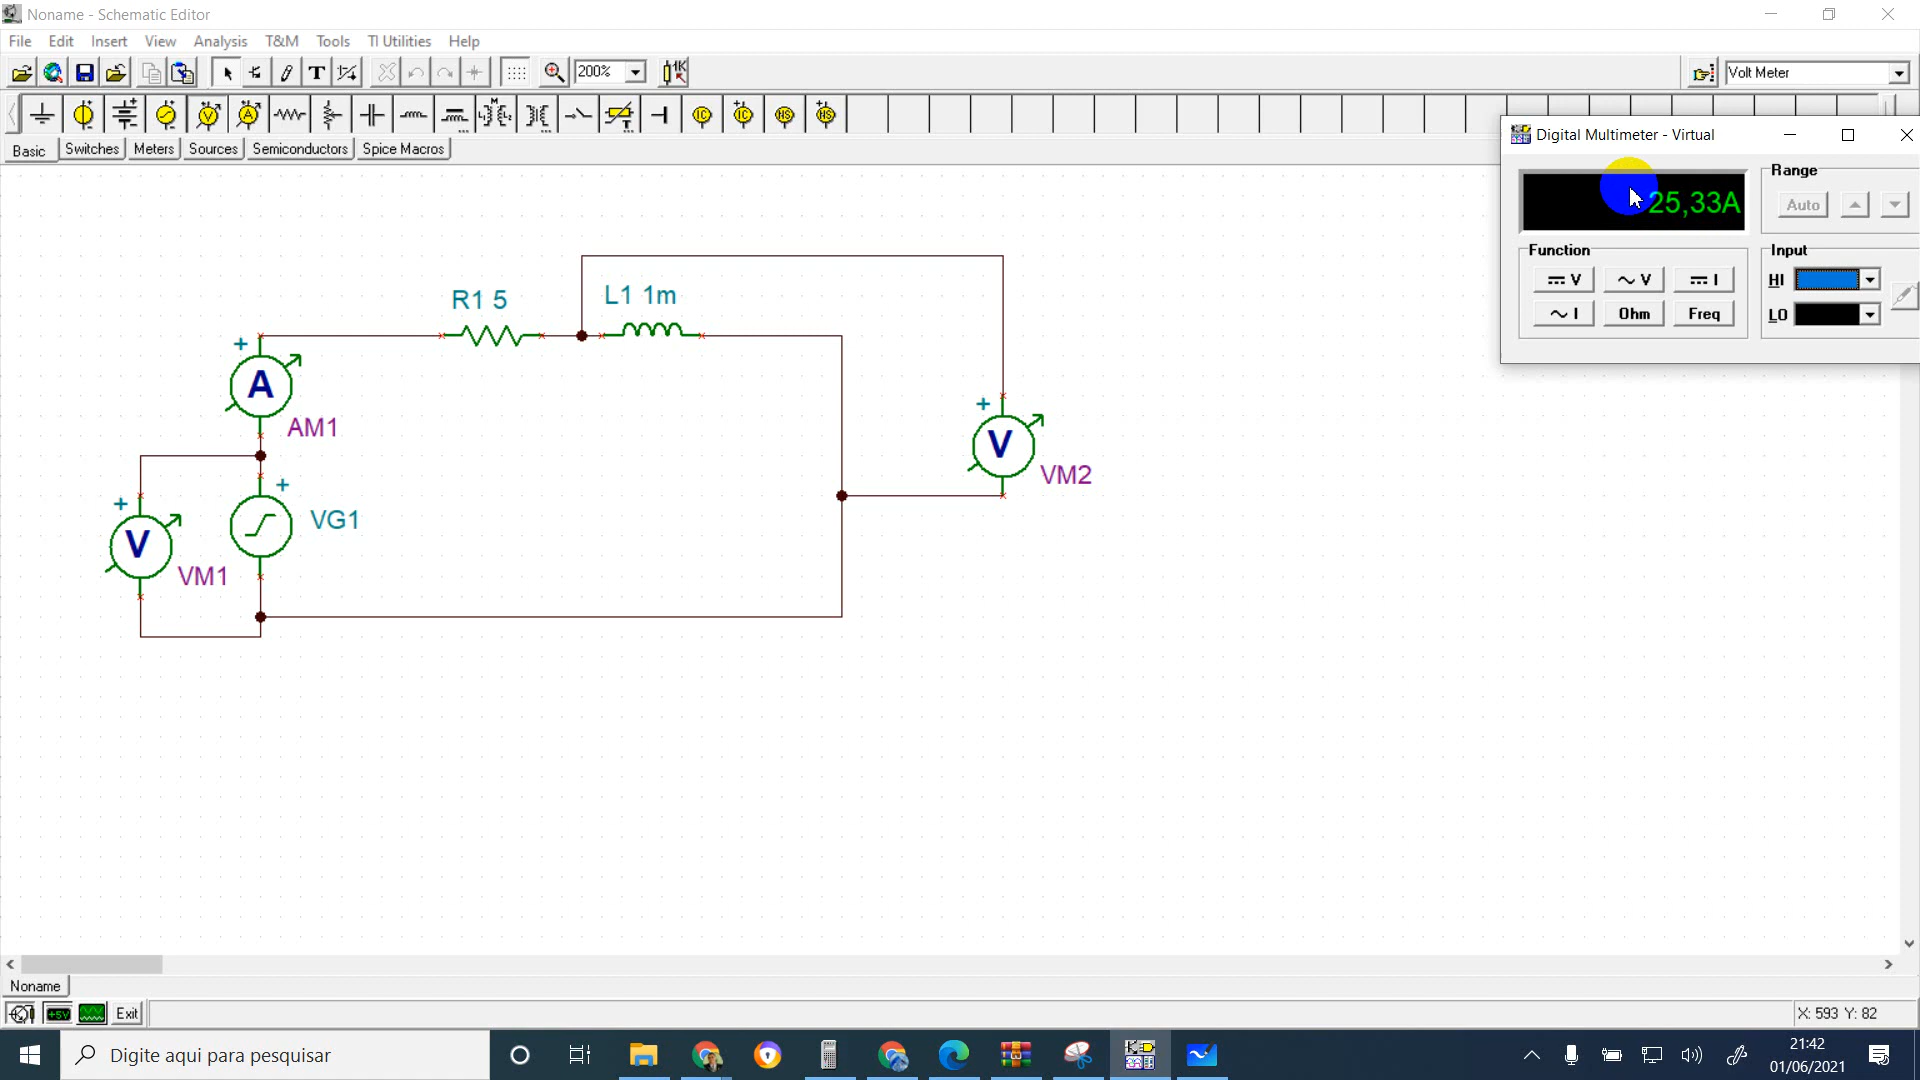 Noname - Schematic Editor
File Edit Insert View Analysis T&M Tools TI Utilities Help
200%
1K
Volt Meter
Basic Switches Meters Sources Semiconductors Spice Macros
Digital Multimeter - Virtual
25,33A
Range
Auto
Function
V
V
I
I
Ohm
Freq
Input
HI
LO
R1 5
L1 1m
+
A
AM1
+
V
VM2
+
VG1
+
V
VM1
Noname
+5V
Exit
X: 593 Y: 82
Digite aqui para pesquisar
21:42
01/06/2021